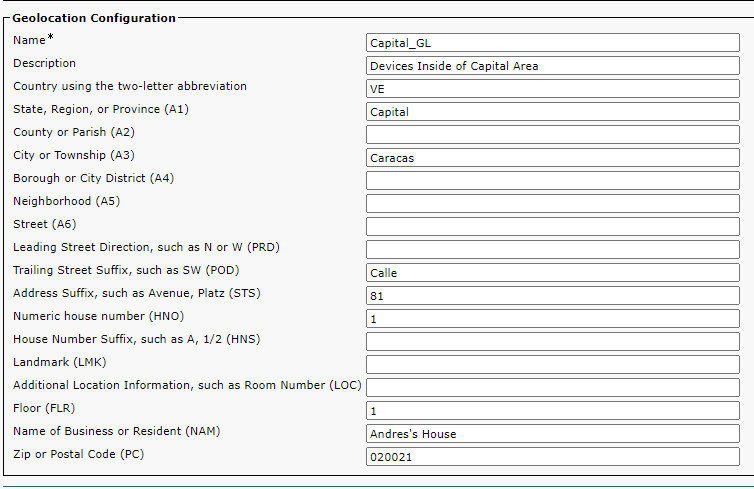 Geolocation Configuration
Name* Capital_GL
Description Devices Inside of Capital Area
Country using the two-letter abbreviation VE
State, Region, or Province (A1) Capital
County or Parish (A2)
City or Township (A3) Caracas
Borough or City District (A4)
Neighborhood (A5)
Street (A6)
Leading Street Direction, such as N or W (PRD)
Trailing Street Suffix, such as SW (POD) Calle
Address Suffix, such as Avenue, Platz (STS) 81
Numeric house number (HNO) 1
House Number Suffix, such as A, 1/2 (HNS)
Landmark (LMK)
Additional Location Information, such as Room Number (LOC)
Floor (FLR) 1
Name of Business or Resident (NAM) Andres's House
Zip or Postal Code (PC) 020021